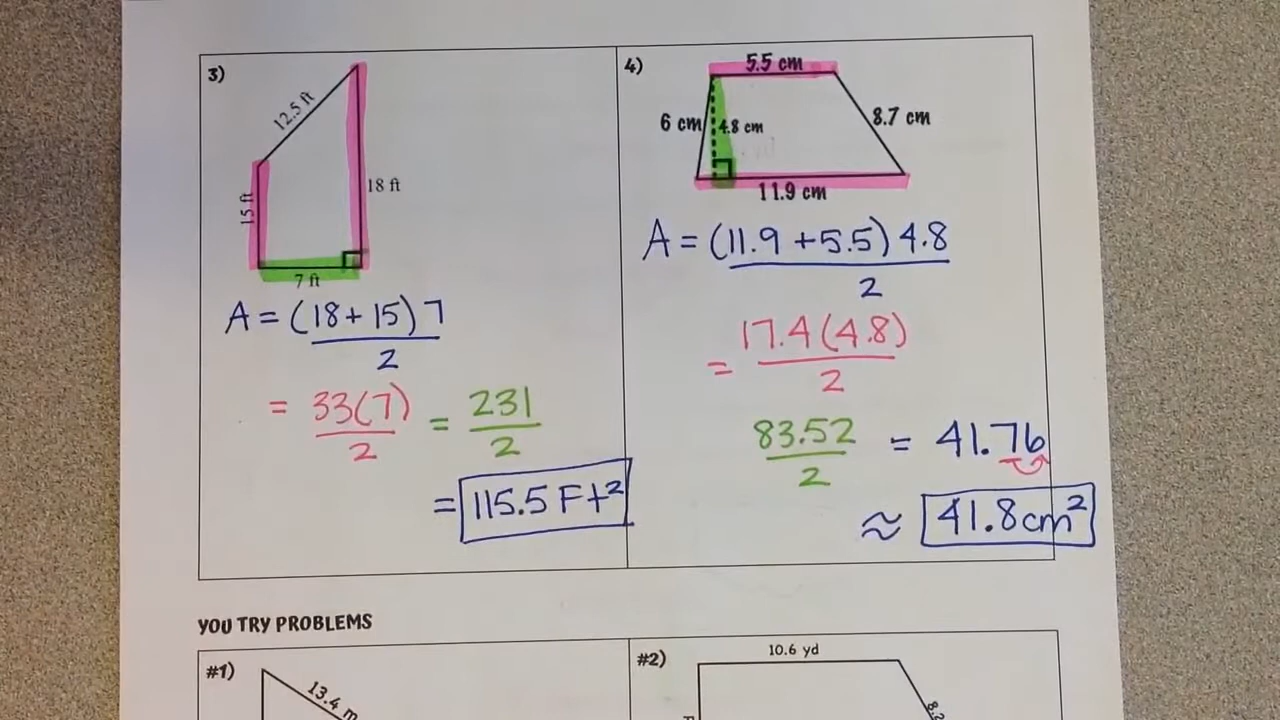 3)
12.5 ft
15 ft
18 ft
7 ft
A = (18 + 15) 7
2
= 33(7)
2
= 231
2
= 115.5 Ft²
4)
5.5 cm
6 cm
4.8 cm
8.7 cm
11.9 cm
A = (11.9 + 5.5) 4.8
2
= 17.4 (4.8)
2
83.52
2
= 41.76
≈ 41.8 cm²
YOU TRY PROBLEMS
#1)
13.4 m
#2)
10.6 yd